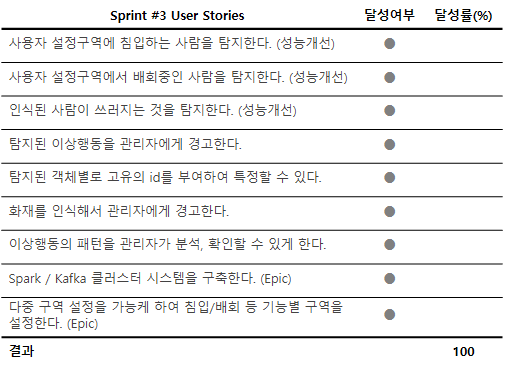 Sprint #3 User Stories 달성여부 달성률(%)
사용자 설정구역에 침입하는 사람을 탐지한다. (성능개선) ●
사용자 설정구역에서 배회중인 사람을 탐지한다. (성능개선) ●
인식된 사람이 쓰러지는 것을 탐지한다. (성능개선) ●
탐지된 이상행동을 관리자에게 경고한다. ●
탐지된 객체별로 고유의 id를 부여하여 특정할 수 있다. ●
화재를 인식해서 관리자에게 경고한다. ●
이상행동의 패턴을 관리자가 분석, 확인할 수 있게 한다. ●
Spark / Kafka 클러스터 시스템을 구축한다. (Epic) ●
다중 구역 설정을 가능케 하여 침입/배회 등 기능별 구역을 ●
설정한다. (Epic)
결과 100